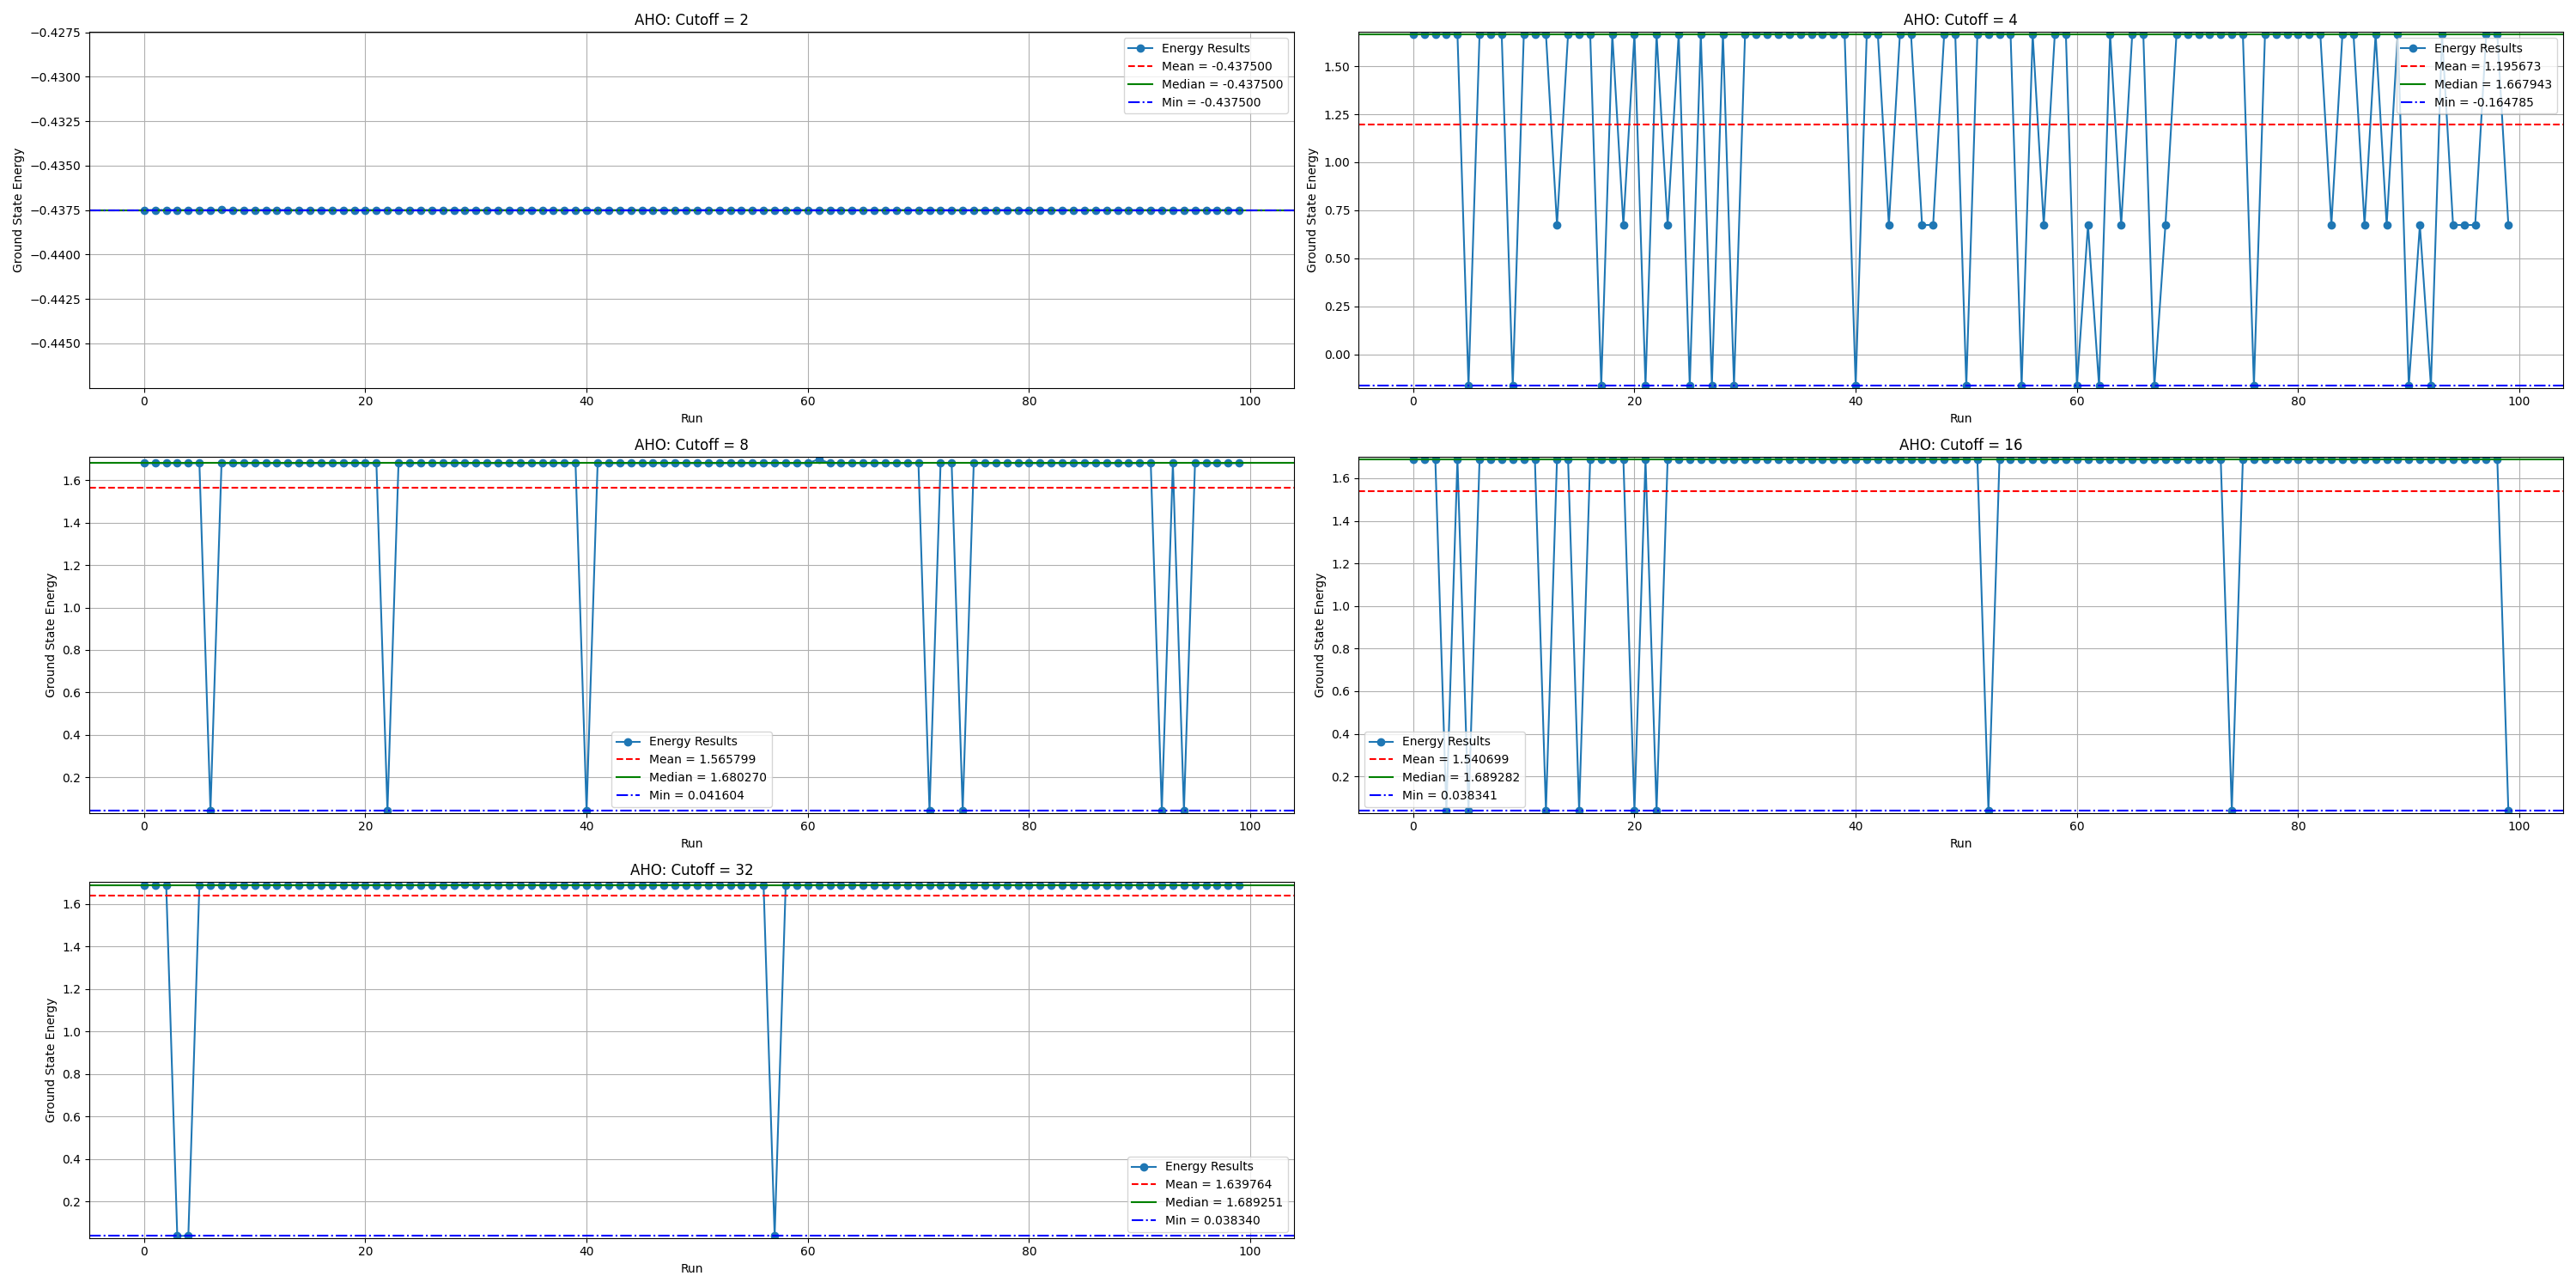 AHO: Cutoff = 2
Ground State Energy
−0.4275
−0.4300
−0.4325
−0.4350
−0.4375
−0.4400
−0.4425
−0.4450
0 20 40 60 80 100
Run
Energy Results
Mean = -0.437500
Median = -0.437500
Min = -0.437500
AHO: Cutoff = 4
Ground State Energy
1.50
1.25
1.00
0.75
0.50
0.25
0.00
0 20 40 60 80 100
Run
Energy Results
Mean = 1.195673
Median = 1.667943
Min = -0.164785
AHO: Cutoff = 8
Ground State Energy
1.6
1.4
1.2
1.0
0.8
0.6
0.4
0.2
0 20 40 60 80 100
Run
Energy Results
Mean = 1.565799
Median = 1.680270
Min = 0.041604
AHO: Cutoff = 16
Ground State Energy
1.6
1.4
1.2
1.0
0.8
0.6
0.4
0.2
0 20 40 60 80 100
Run
Energy Results
Mean = 1.540699
Median = 1.689282
Min = 0.038341
AHO: Cutoff = 32
Ground State Energy
1.6
1.4
1.2
1.0
0.8
0.6
0.4
0.2
0 20 40 60 80 100
Run
Energy Results
Mean = 1.639764
Median = 1.689251
Min = 0.038340